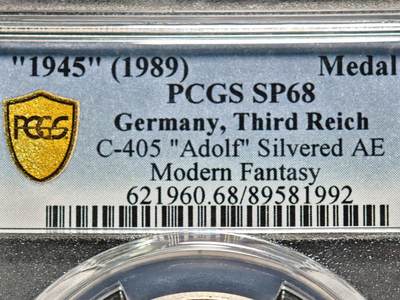 "1945" (1989) Medal
PCGS SP68
PCGS
Germany, Third Reich
C-405 "Adolf" Silvered AE
Modern Fantasy
621960.68/89581992